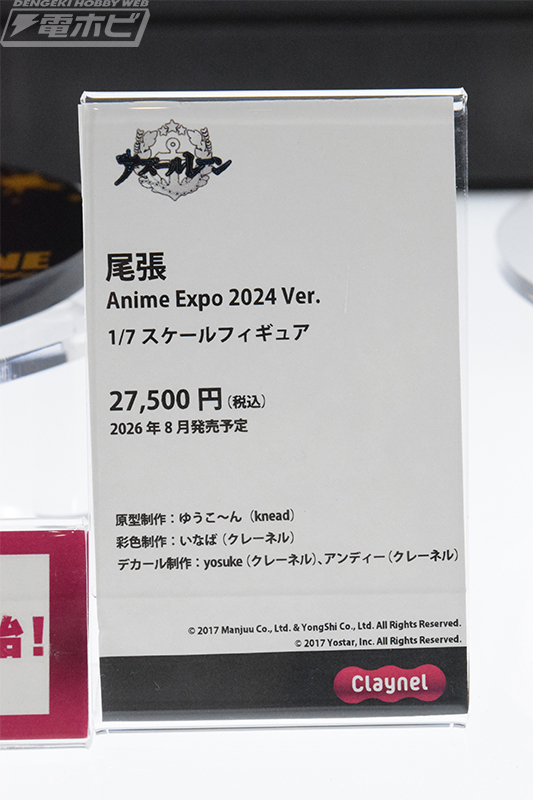 DENGEKI HOBBY WEB
電ホビ
アズールレーン
尾張
Anime Expo 2024 Ver.
1/7 スケールフィギュア
27,500 円（税込）
2026 年 8 月発売予定
原型制作：ゆうこ〜ん（knead）
彩色制作：いなば（クレーネル）
デカール制作：yosuke（クレーネル）、アンディー（クレーネル）
© 2017 Manjuu Co., Ltd. & YongShi Co., Ltd. All Rights Reserved.
© 2017 Yostar, Inc. All Rights Reserved.
Claynel
NE
始！